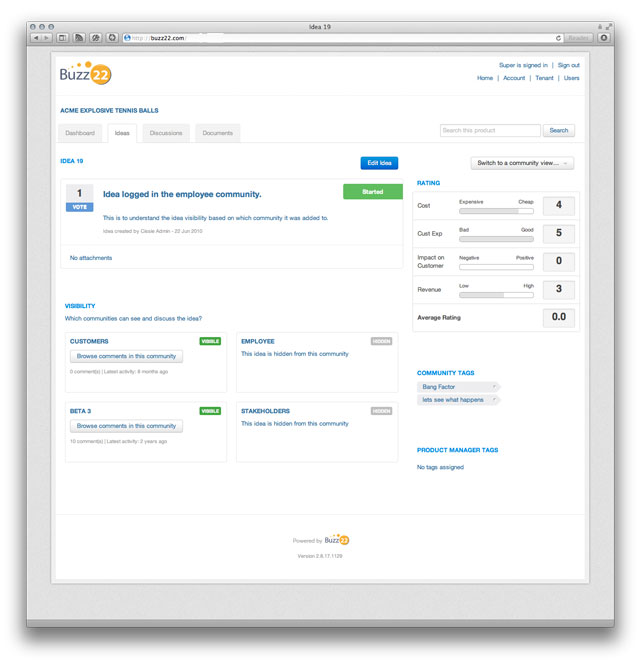 Idea 19
http://buzz22.com/
Reader
Buzz22
Super is signed in | Sign out
Home | Account | Tenant | Users
ACME EXPLOSIVE TENNIS BALLS
Dashboard
Ideas
Discussions
Documents
Search this product
Search
IDEA 19
Edit Idea
Switch to a community view...
1
VOTE
Idea logged in the employee community.
Started
This is to understand the idea visibility based on which community it was added to.
Idea created by Cissie Admin - 22 Jun 2010
No attachments
RATING
Cost
Expensive
Cheap
4
Cust Exp
Bad
Good
5
Impact on
Customer
Negative
Positive
0
Revenue
Low
High
3
Average Rating
0.0
VISIBILITY
Which communities can see and discuss the idea?
CUSTOMERS
VISIBLE
Browse comments in this community
0 comment(s) | Latest activity: 8 months ago
EMPLOYEE
HIDDEN
This idea is hidden from this community
BETA 3
VISIBLE
Browse comments in this community
10 comment(s) | Latest activity: 2 years ago
STAKEHOLDERS
HIDDEN
This idea is hidden from this community
COMMUNITY TAGS
Bang Factor
lets see what happens
PRODUCT MANAGER TAGS
No tags assigned
Powered by Buzz22
Version 2.8.17.1129